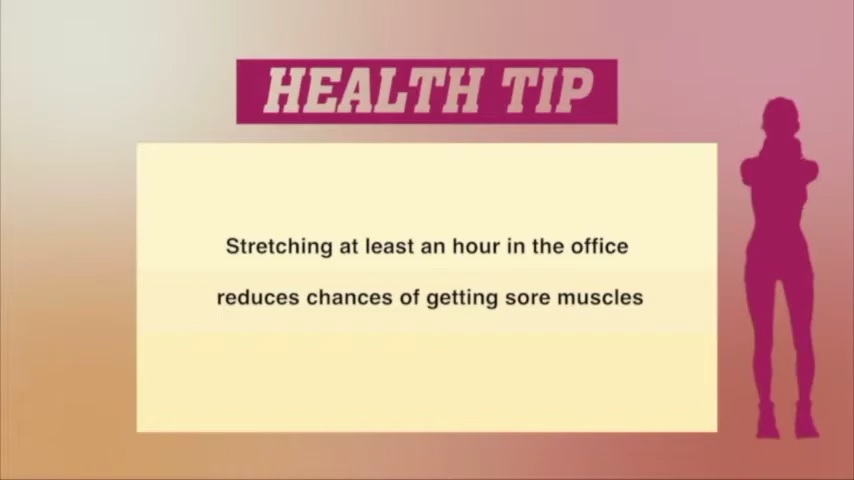 HEALTH TIP
Stretching at least an hour in the office
reduces chances of getting sore muscles